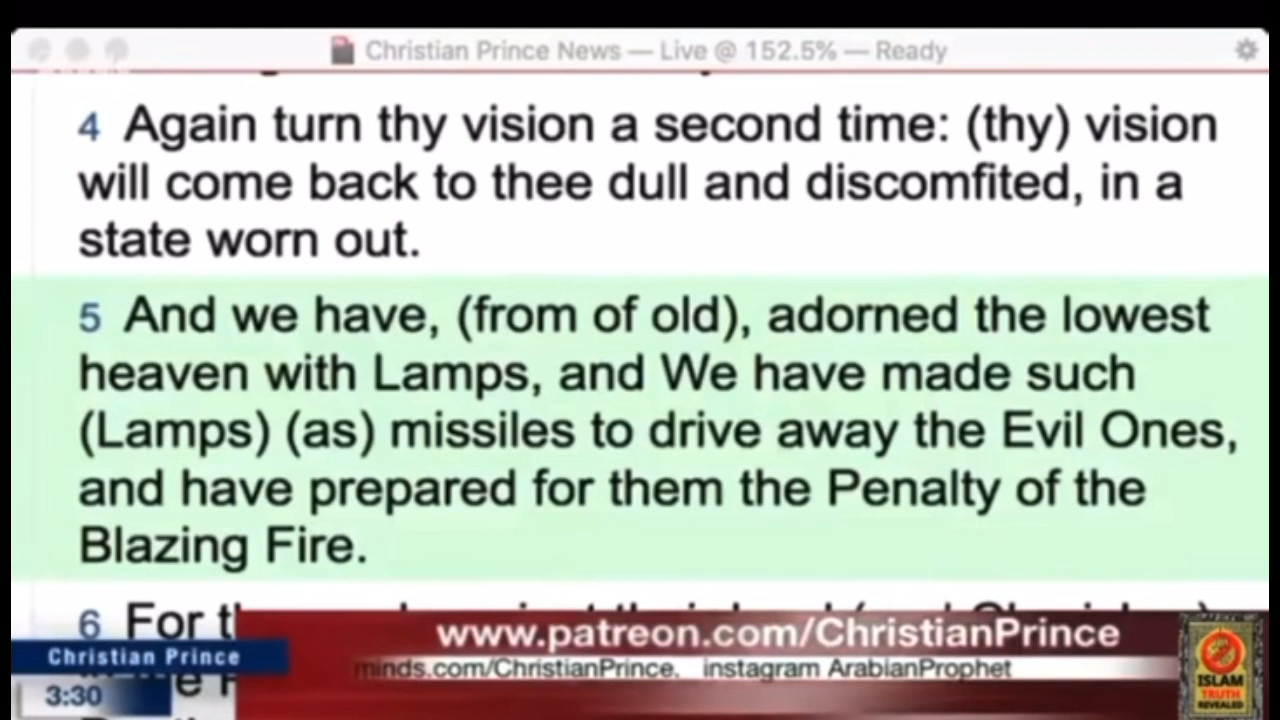 Christian Prince News — Live @ 152.5% — Ready
4 Again turn thy vision a second time: (thy) vision
will come back to thee dull and discomfited, in a
state worn out.
5 And we have, (from of old), adorned the lowest
heaven with Lamps, and We have made such
(Lamps) (as) missiles to drive away the Evil Ones,
and have prepared for them the Penalty of the
Blazing Fire.
6 For
www.patreon.com/ChristianPrince
Christian Prince
minds.com/ChristianPrince. instagram ArabianProphet
3:30
ISLAM
TRUTH
REVEALED